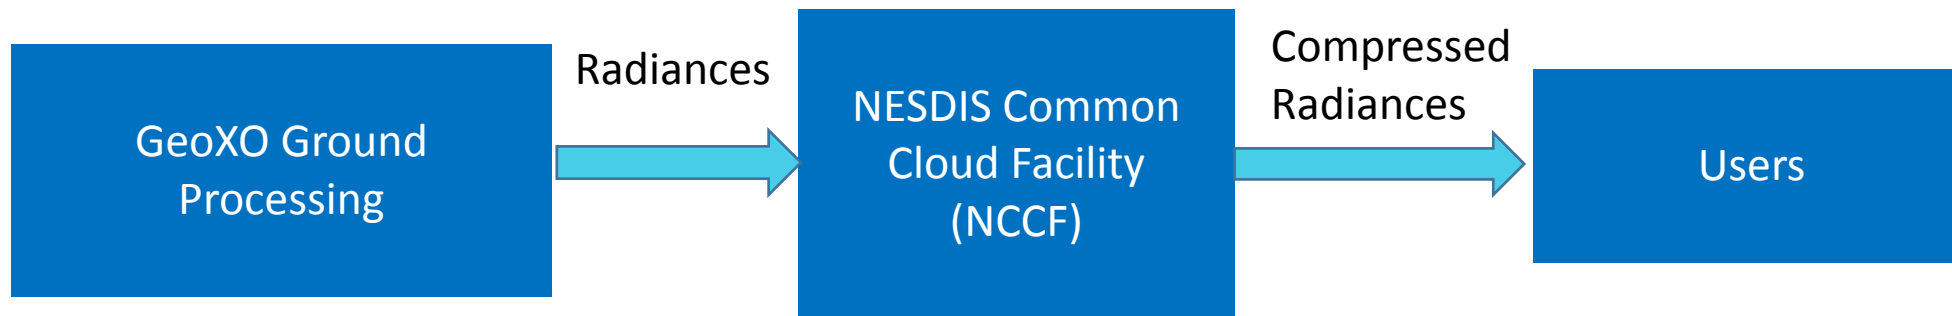 GeoXO Ground
Processing
Radiances
NESDIS Common
Cloud Facility
(NCCF)
Compressed
Radiances
Users